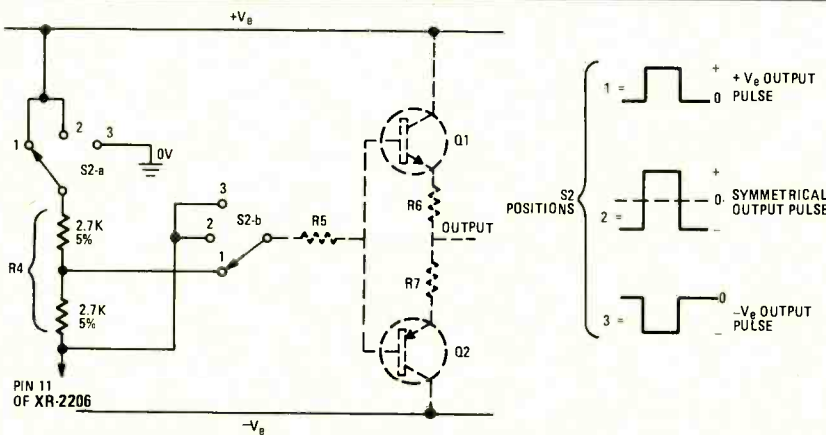 +Ve
1
2
3
0V
S2-a
2.7K
5%
R4
2.7K
5%
PIN 11
OF XR-2206
3
2
1
S2-b
R5
Q1
R6
OUTPUT
R7
Q2
−Ve
S2
POSITIONS
1 =
+
0
+Ve OUTPUT
PULSE
2 =
+
0
−
SYMMETRICAL
OUTPUT PULSE
3 =
0
−
−Ve OUTPUT
PULSE